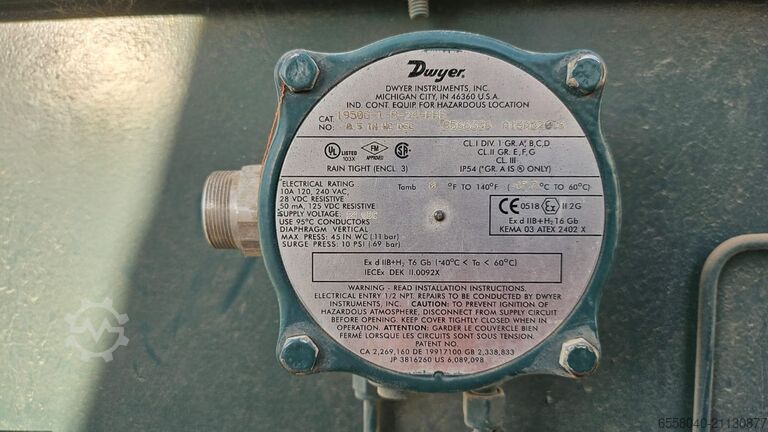 Dwyer
DWYER INSTRUMENTS, INC.
MICHIGAN CITY, IN 46360 U.S.A.
IND. CONT. EQUIP. FOR HAZARDOUS LOCATION
CAT.
NO:
UL LISTED 103X
FM APPROVED
RAIN TIGHT (ENCL 3)
CL.I DIV. 1 GR.A*, B,C,D
CL.II GR. E,F,G
CL. III
IP54 (*GR. A IS ONLY)
ELECTRICAL RATING
10A 120, 240 VAC,
28 VDC RESISTIVE
50 mA, 125 VDC RESISTIVE
SUPPLY VOLTAGE:
USE 95°C CONDUCTORS
DIAPHRAGM VERTICAL
MAX. PRESS: 45 IN WC (.11 bar)
SURGE PRESS: 10 PSI (.69 bar)
Tamb °F TO 140°F ( °C TO 60°C)
CE 0518 Ex II 2G
Ex d IIB+H2 T6 Gb
KEMA 03 ATEX 2402 X
Ex d IIB+H2 T6 Gb (-40°C < Ta < 60°C)
IECEx DEK 11.0092X
WARNING - READ INSTALLATION INSTRUCTIONS.
ELECTRICAL ENTRY 1/2 NPT. REPAIRS TO BE CONDUCTED BY DWYER
INSTRUMENTS, INC. CAUTION: TO PREVENT IGNITION OF
HAZARDOUS ATMOSPHERE, DISCONNECT FROM SUPPLY CIRCUIT
BEFORE OPENING. KEEP COVER TIGHTLY CLOSED WHEN IN
OPERATION. ATTENTION: GARDER LE COUVERCLE BIEN
FERMÉ LORSQUE LES CIRCUITS SONT SOUS TENSION.
PATENT NO.
CA 2,269,160 DE 19917100 GB 2,338,833
JP 3816260 US 6,089,098
6558040-21130877